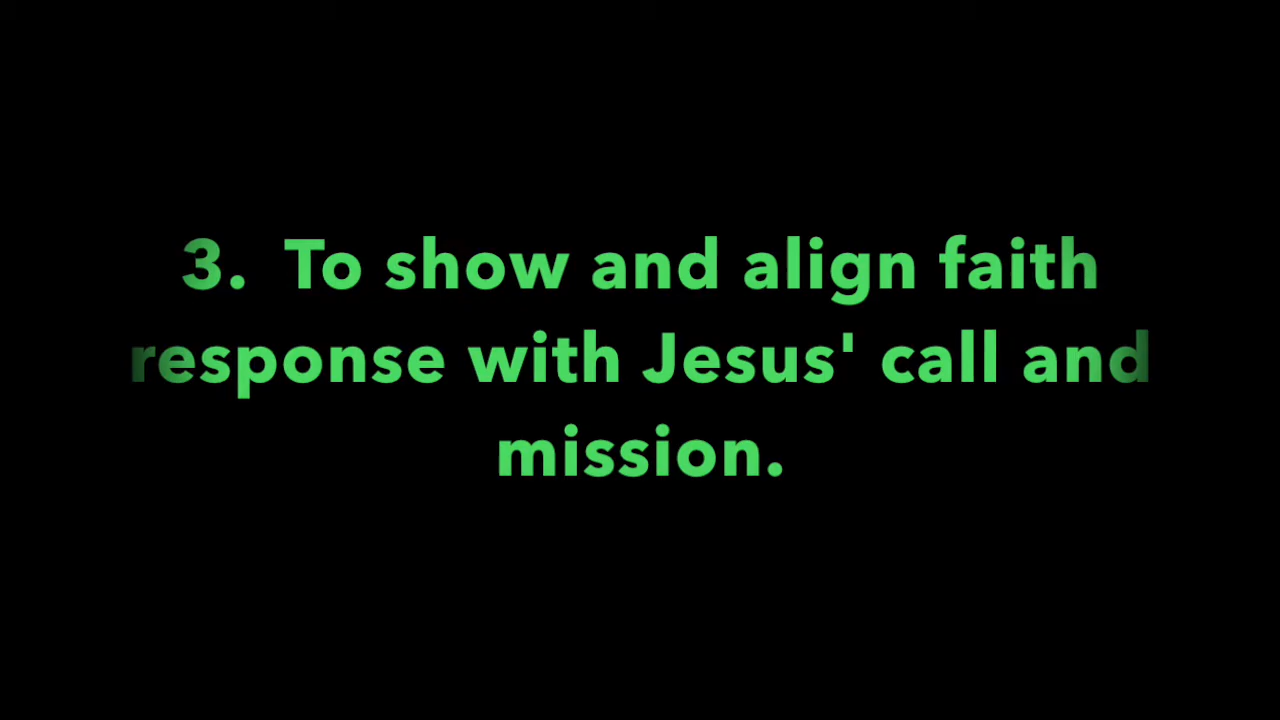 3. To show and align faith
response with Jesus' call and
mission.